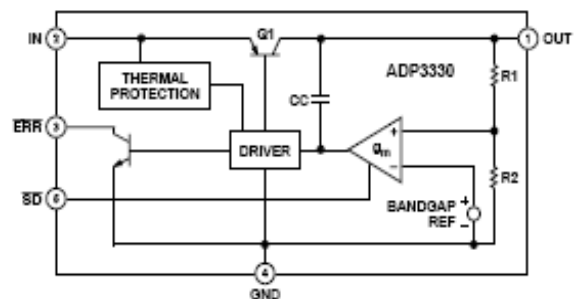 IN 2 Q1 1 OUT
THERMAL
PROTECTION
ADP3330
R1
CC
ERR 3
DRIVER
+
gm
−
R2
SD
BANDGAP
REF
+
−
4
GND